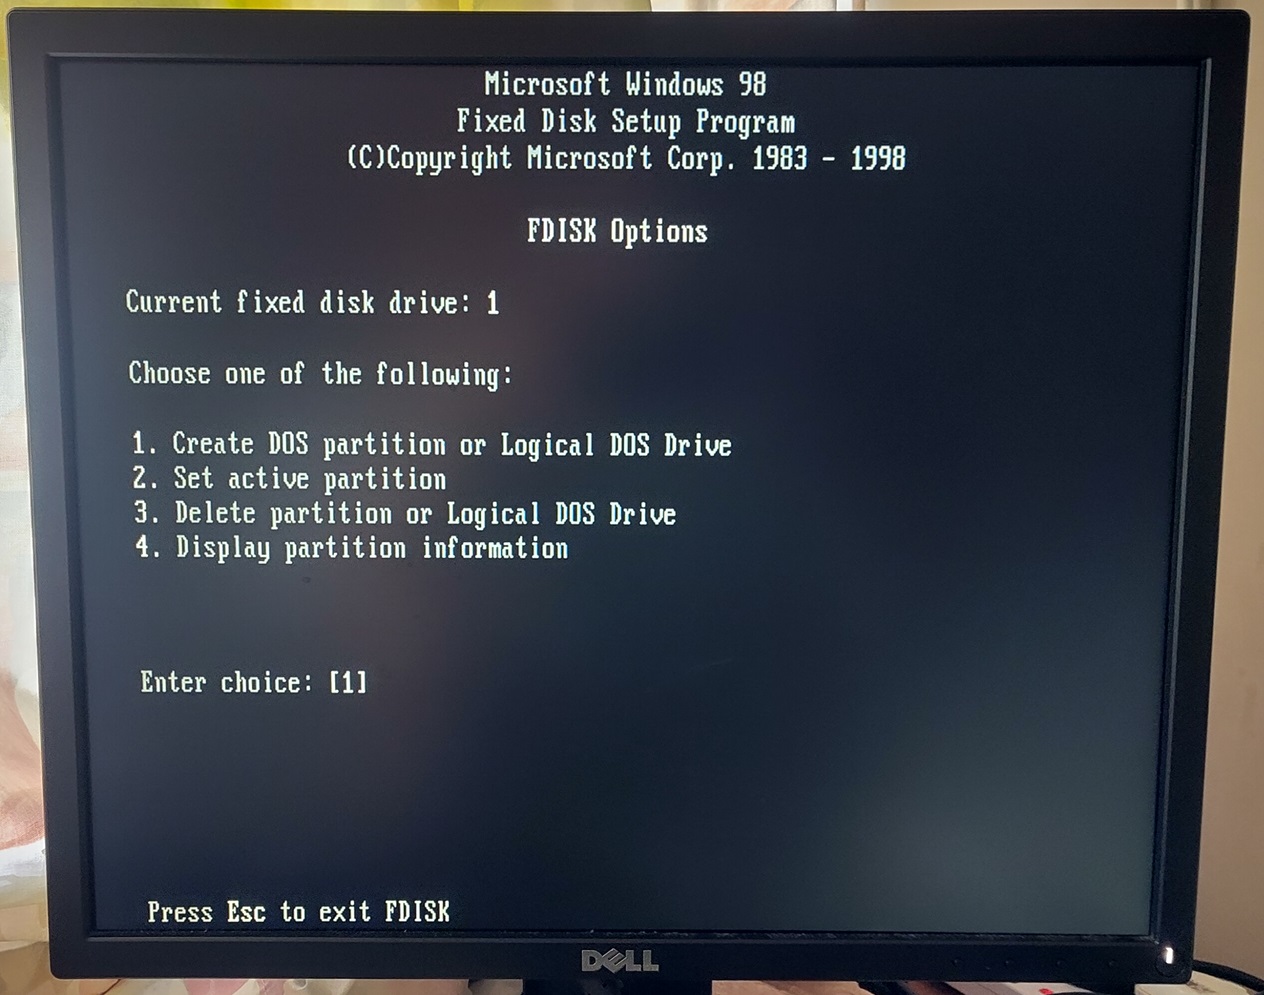 Microsoft Windows 98
Fixed Disk Setup Program
(C)Copyright Microsoft Corp. 1983 - 1998
FDISK Options
Current fixed disk drive: 1
Choose one of the following:
1. Create DOS partition or Logical DOS Drive
2. Set active partition
3. Delete partition or Logical DOS Drive
4. Display partition information
Enter choice: [1]
Press Esc to exit FDISK
DELL